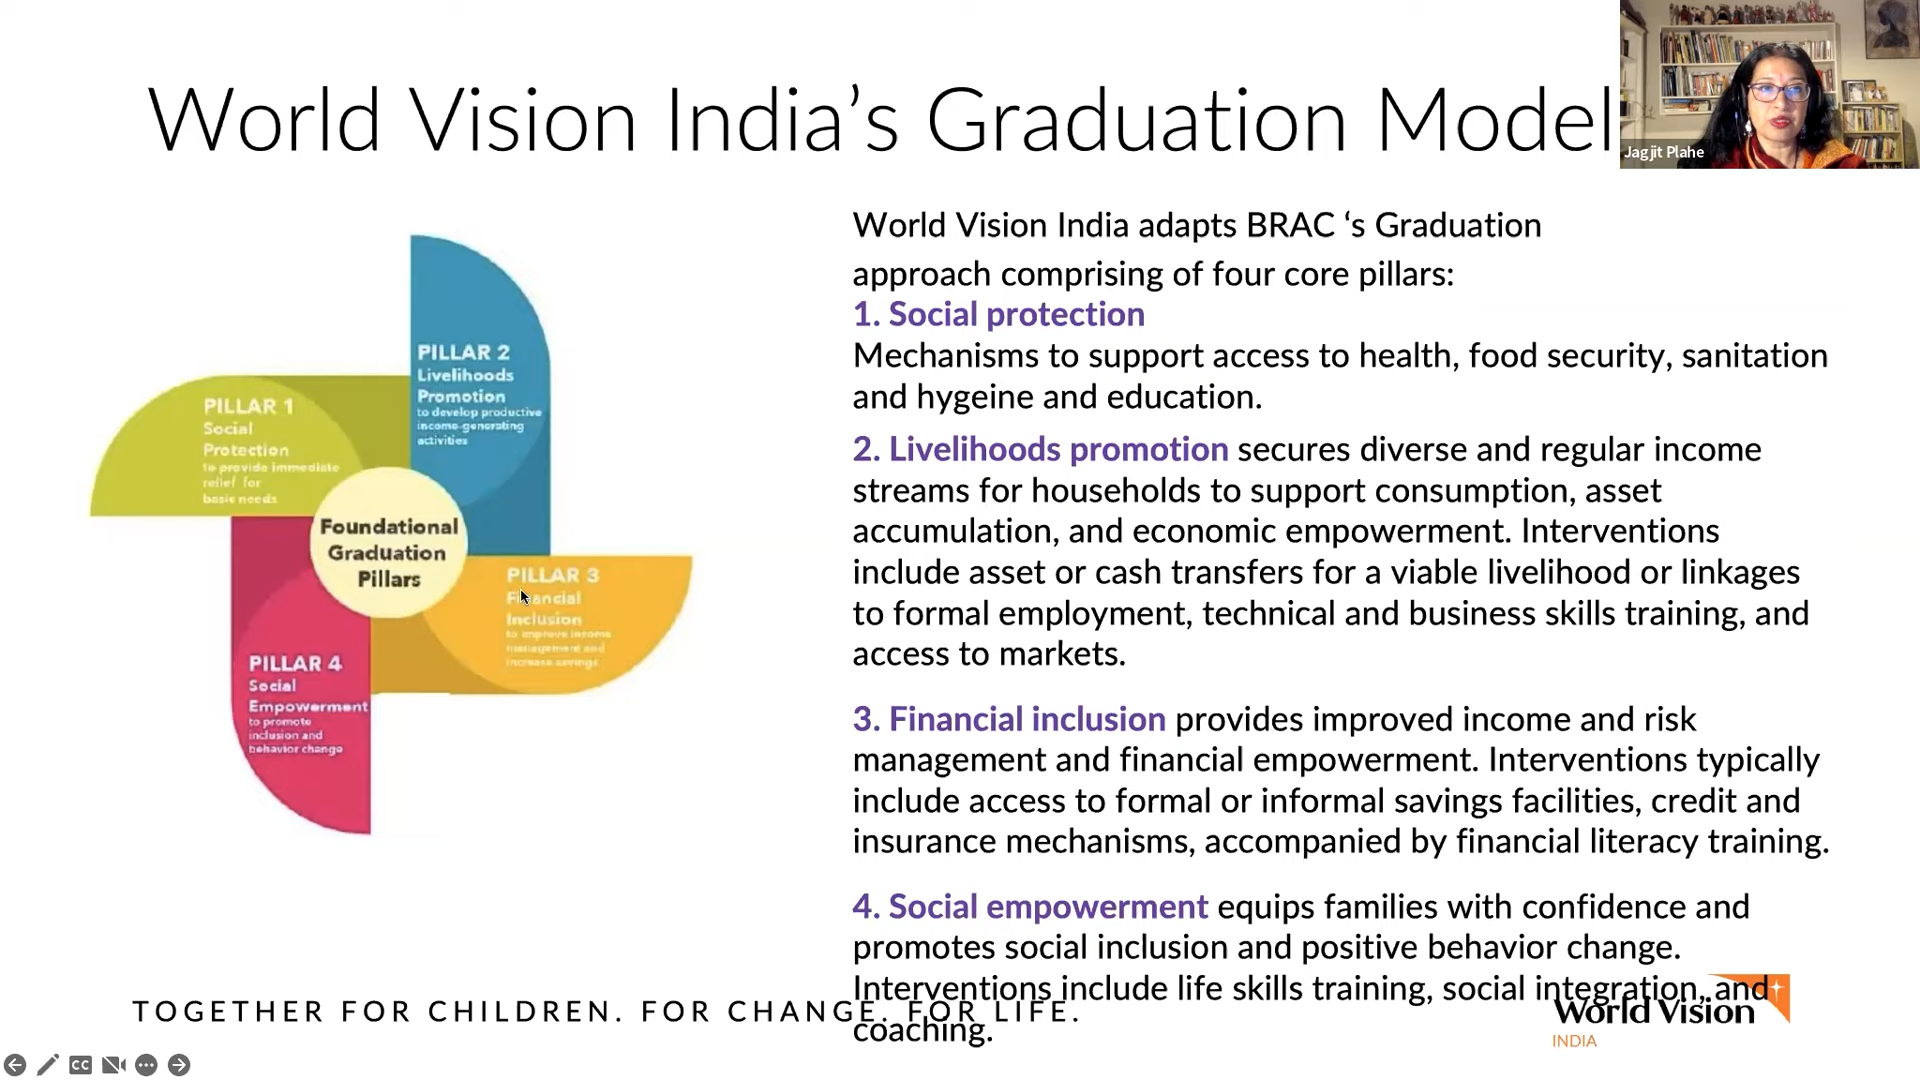 World Vision India’s Graduation Model
Jagjit Plahe
World Vision India adapts BRAC ‘s Graduation
approach comprising of four core pillars:
1. Social protection
Mechanisms to support access to health, food security, sanitation
and hygeine and education.
2. Livelihoods promotion secures diverse and regular income
streams for households to support consumption, asset
accumulation, and economic empowerment. Interventions
include asset or cash transfers for a viable livelihood or linkages
to formal employment, technical and business skills training, and
access to markets.
3. Financial inclusion provides improved income and risk
management and financial empowerment. Interventions typically
include access to formal or informal savings facilities, credit and
insurance mechanisms, accompanied by financial literacy training.
4. Social empowerment equips families with confidence and
promotes social inclusion and positive behavior change.
Interventions include life skills training, social integration, and
coaching.
PILLAR 1
Social
Protection
to provide immediate
relief for
basic needs
PILLAR 2
Livelihoods
Promotion
to develop productive
income-generating
activities
Foundational
Graduation
Pillars
PILLAR 3
Financial
Inclusion
to improve income
management and
increase savings
PILLAR 4
Social
Empowerment
to promote
inclusion and
behavior change
TOGETHER FOR CHILDREN. FOR CHANGE. FOR LIFE.
World Vision
INDIA
CC